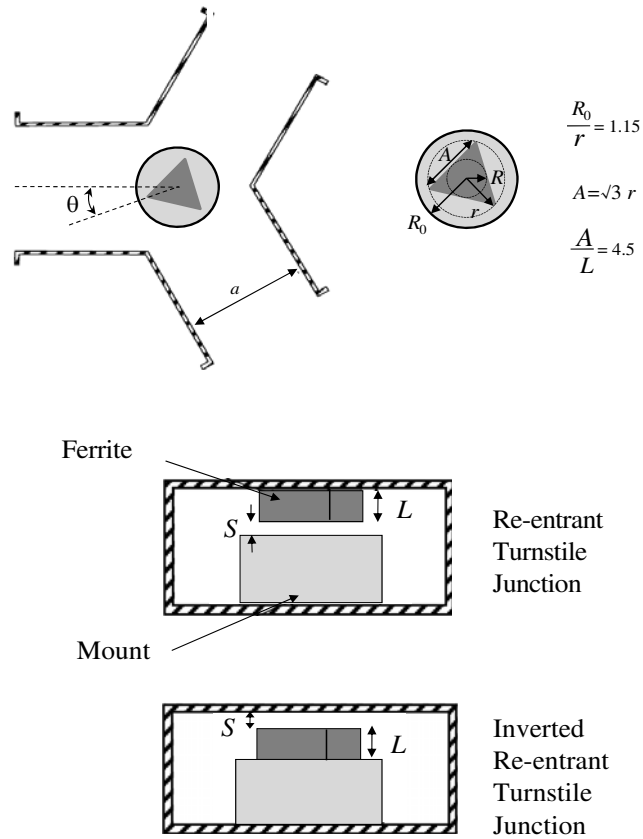 θ
a
A
R
r
R₀
R₀/r = 1.15
A=√3 r
A/L = 4.5
Ferrite
S
L
Re-entrant
Turnstile
Junction
Mount
S
L
Inverted
Re-entrant
Turnstile
Junction